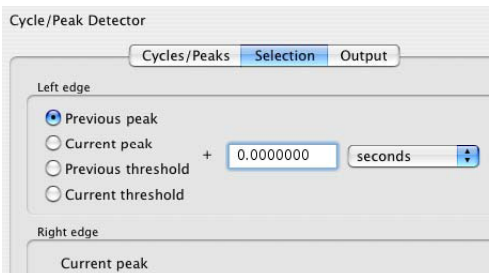 Cycle/Peak Detector
Cycles/Peaks Selection Output
Left edge
Previous peak
Current peak
Previous threshold
Current threshold
+ 0.0000000 seconds
Right edge
Current peak